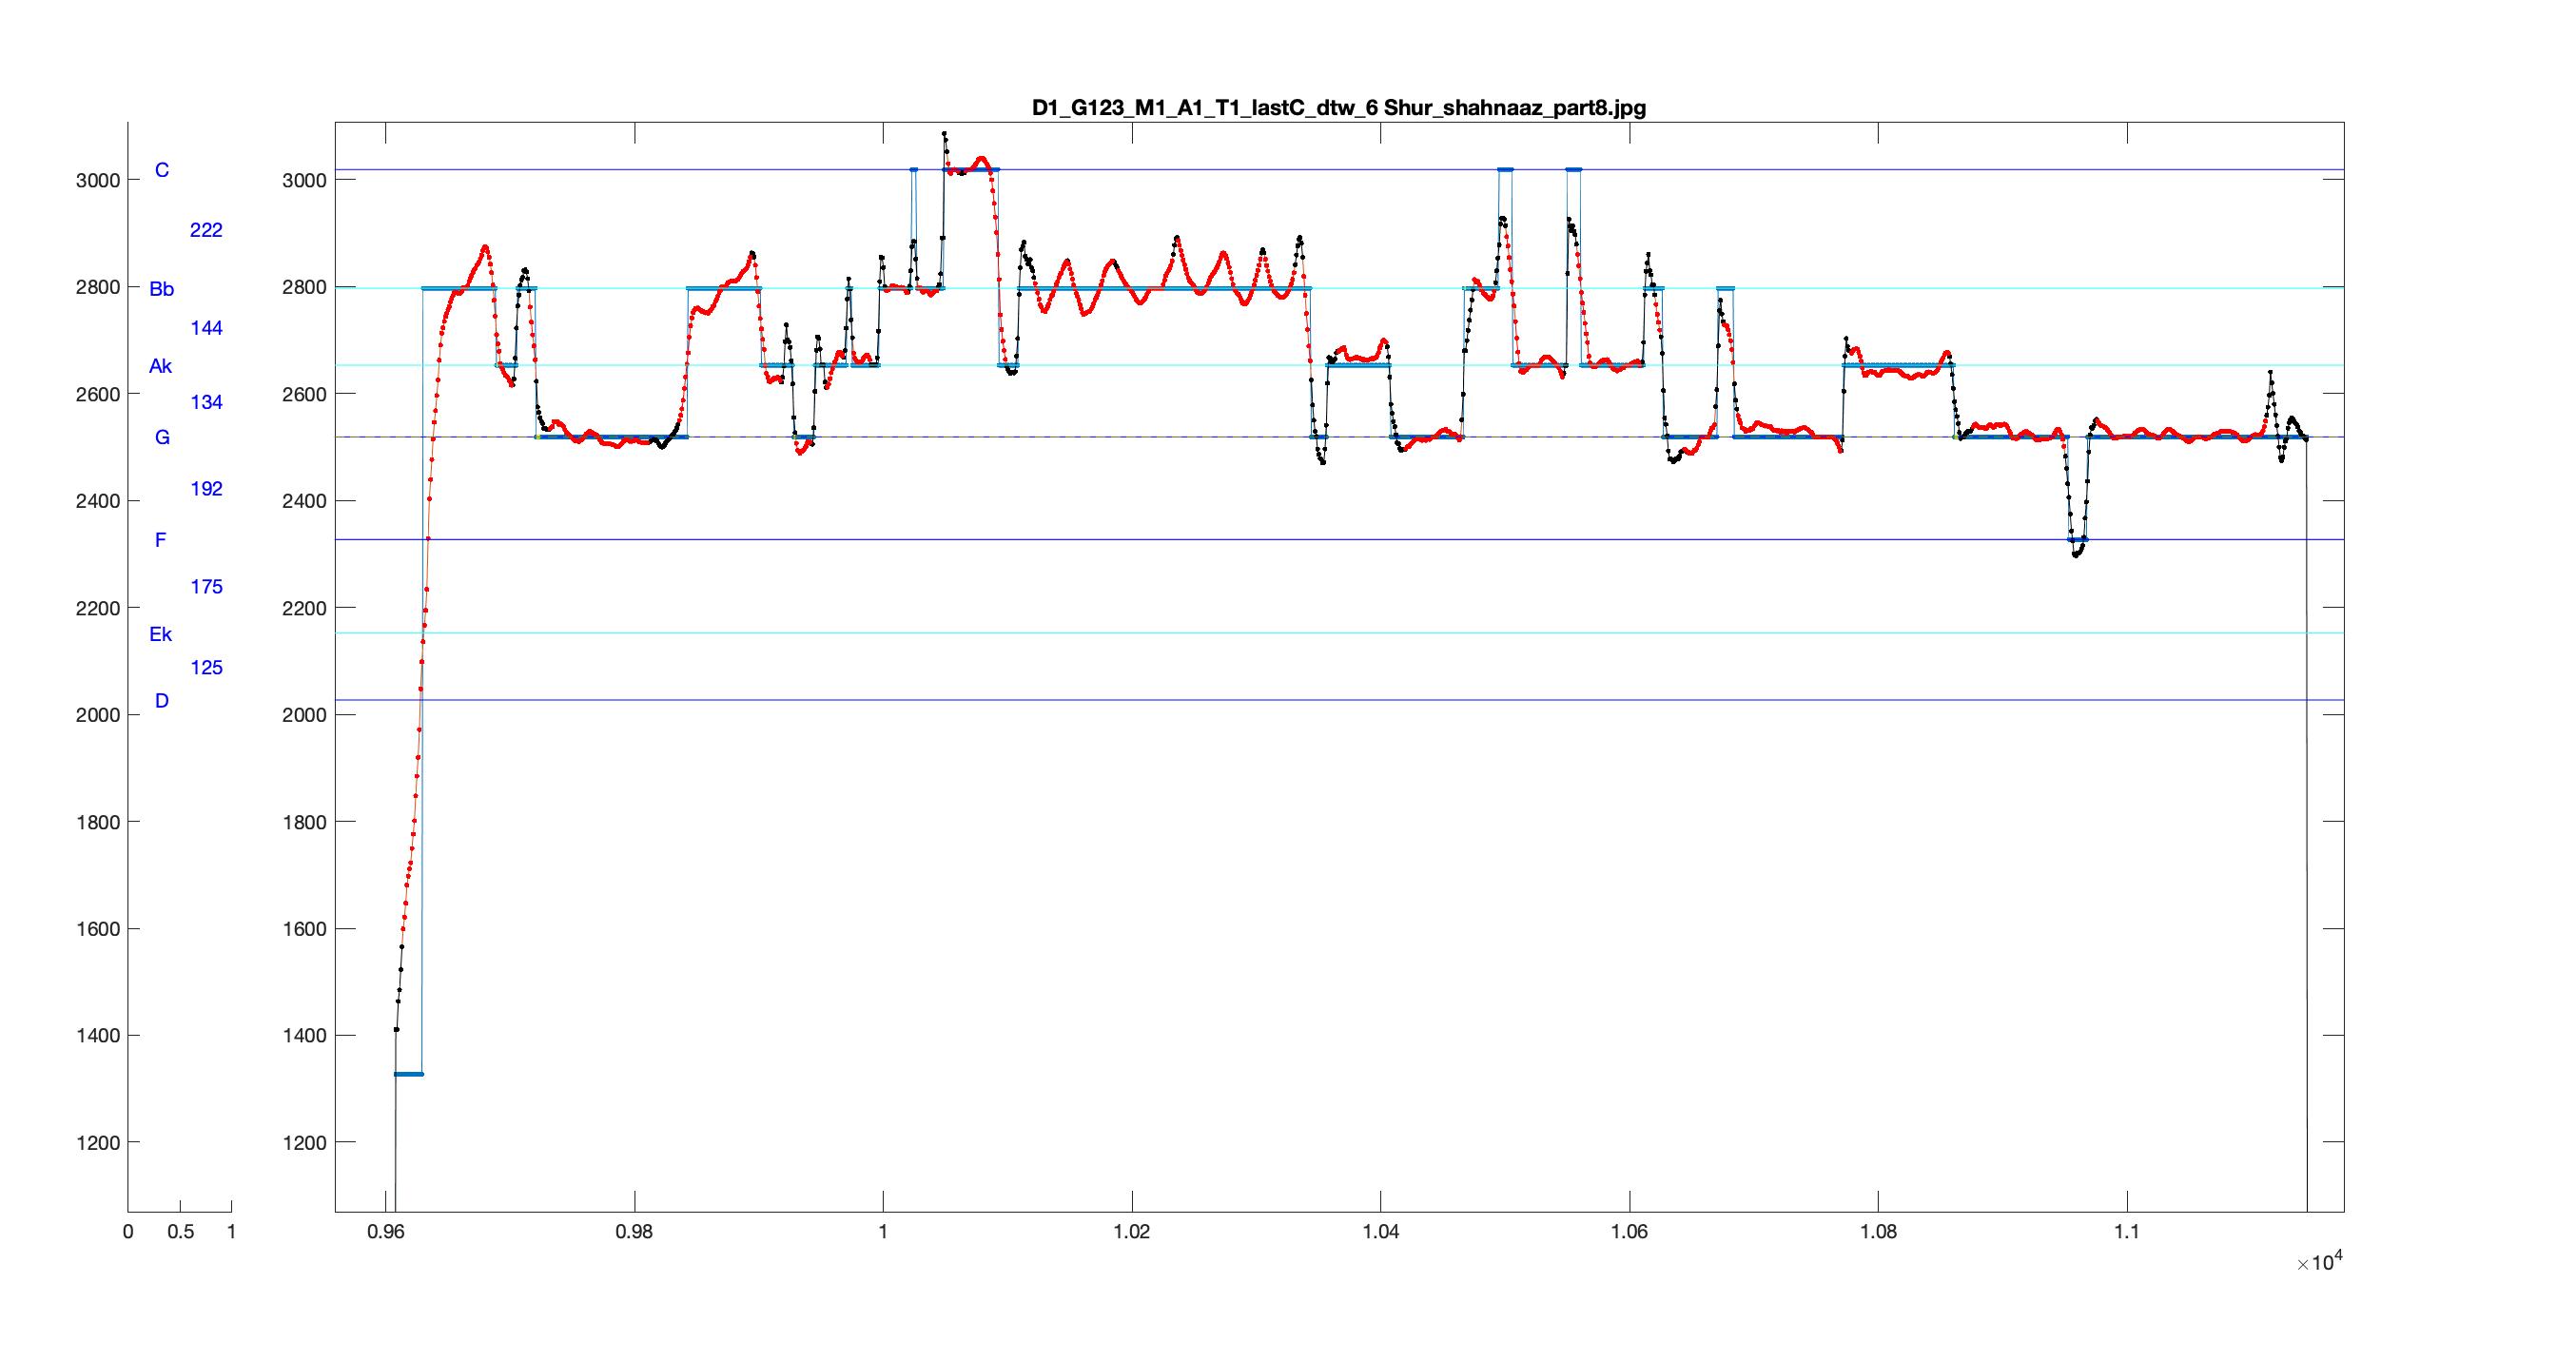 D1_G123_M1_A1_T1_lastC_dtw_6 Shur_shahnaaz_part8.jpg
3000 C 3000
222
2800 Bb 2800
144
Ak
2600 134 2600
G
2400 192 2400
F
2200 175 2200
Ek
125
2000 D 2000
1800 1800
1600 1600
1400 1400
1200 1200
0 0.5 1 0.96 0.98 1 1.02 1.04 1.06 1.08 1.1
×10^4